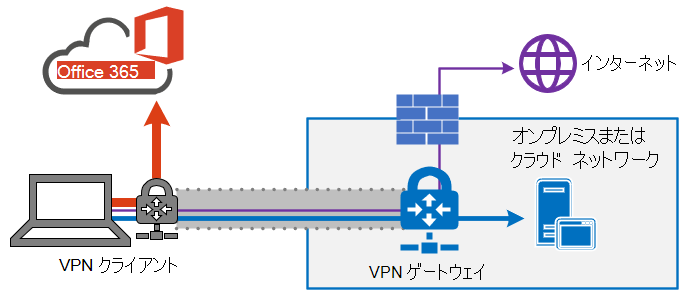 Office 365
インターネット
オンプレミスまたは
クラウド ネットワーク
VPN クライアント
VPN ゲートウェイ